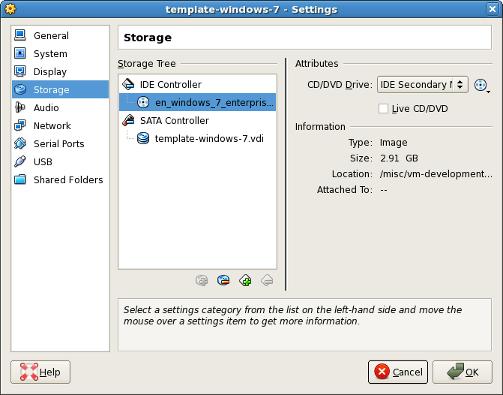 template-windows-7 - Settings
General
System
Display
Storage
Audio
Network
Serial Ports
USB
Shared Folders
Storage
Storage Tree
IDE Controller
en_windows_7_enterpris...
SATA Controller
template-windows-7.vdi
Attributes
CD/DVD Drive: IDE Secondary M
Live CD/DVD
Information
Type: Image
Size: 2.91 GB
Location: /misc/vm-development...
Attached To: --
Select a settings category from the list on the left-hand side and move the
mouse over a settings item to get more information.
Help
Cancel
OK